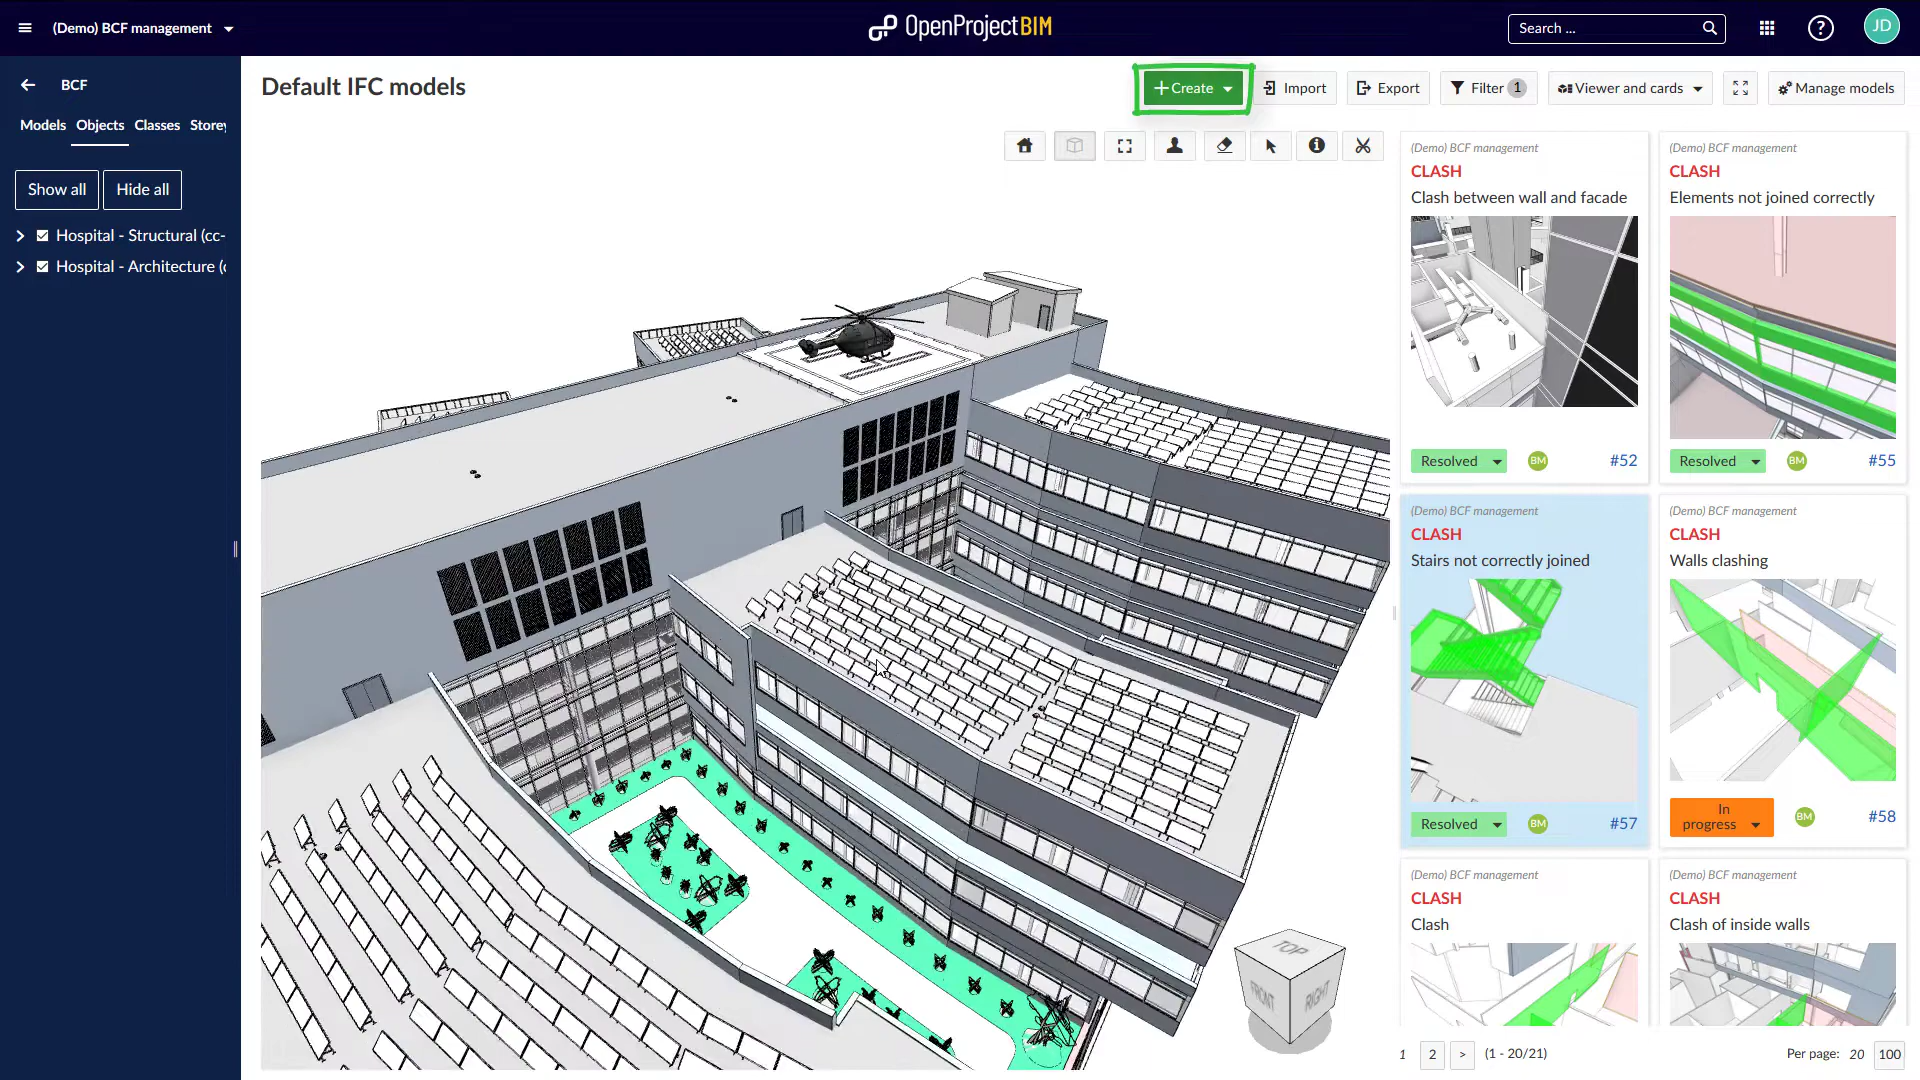 (Demo) BCF management
OpenProject BIM
Search ...
?
JD
BCF
Models Objects Classes Storey
Show all
Hide all
Hospital - Structural (cc-
Hospital - Architecture (
Default IFC models
+ Create
Import
Export
Filter 1
Viewer and cards
Manage models
(Demo) BCF management
CLASH
Clash between wall and facade
Resolved
BM
#52
(Demo) BCF management
CLASH
Elements not joined correctly
Resolved
BM
#55
(Demo) BCF management
CLASH
Stairs not correctly joined
Resolved
BM
#57
(Demo) BCF management
CLASH
Walls clashing
In
progress
BM
#58
(Demo) BCF management
CLASH
Clash
(Demo) BCF management
CLASH
Clash of inside walls
TOP
FRONT
RIGHT
1 2 > (1 - 20/21)
Per page: 20 100